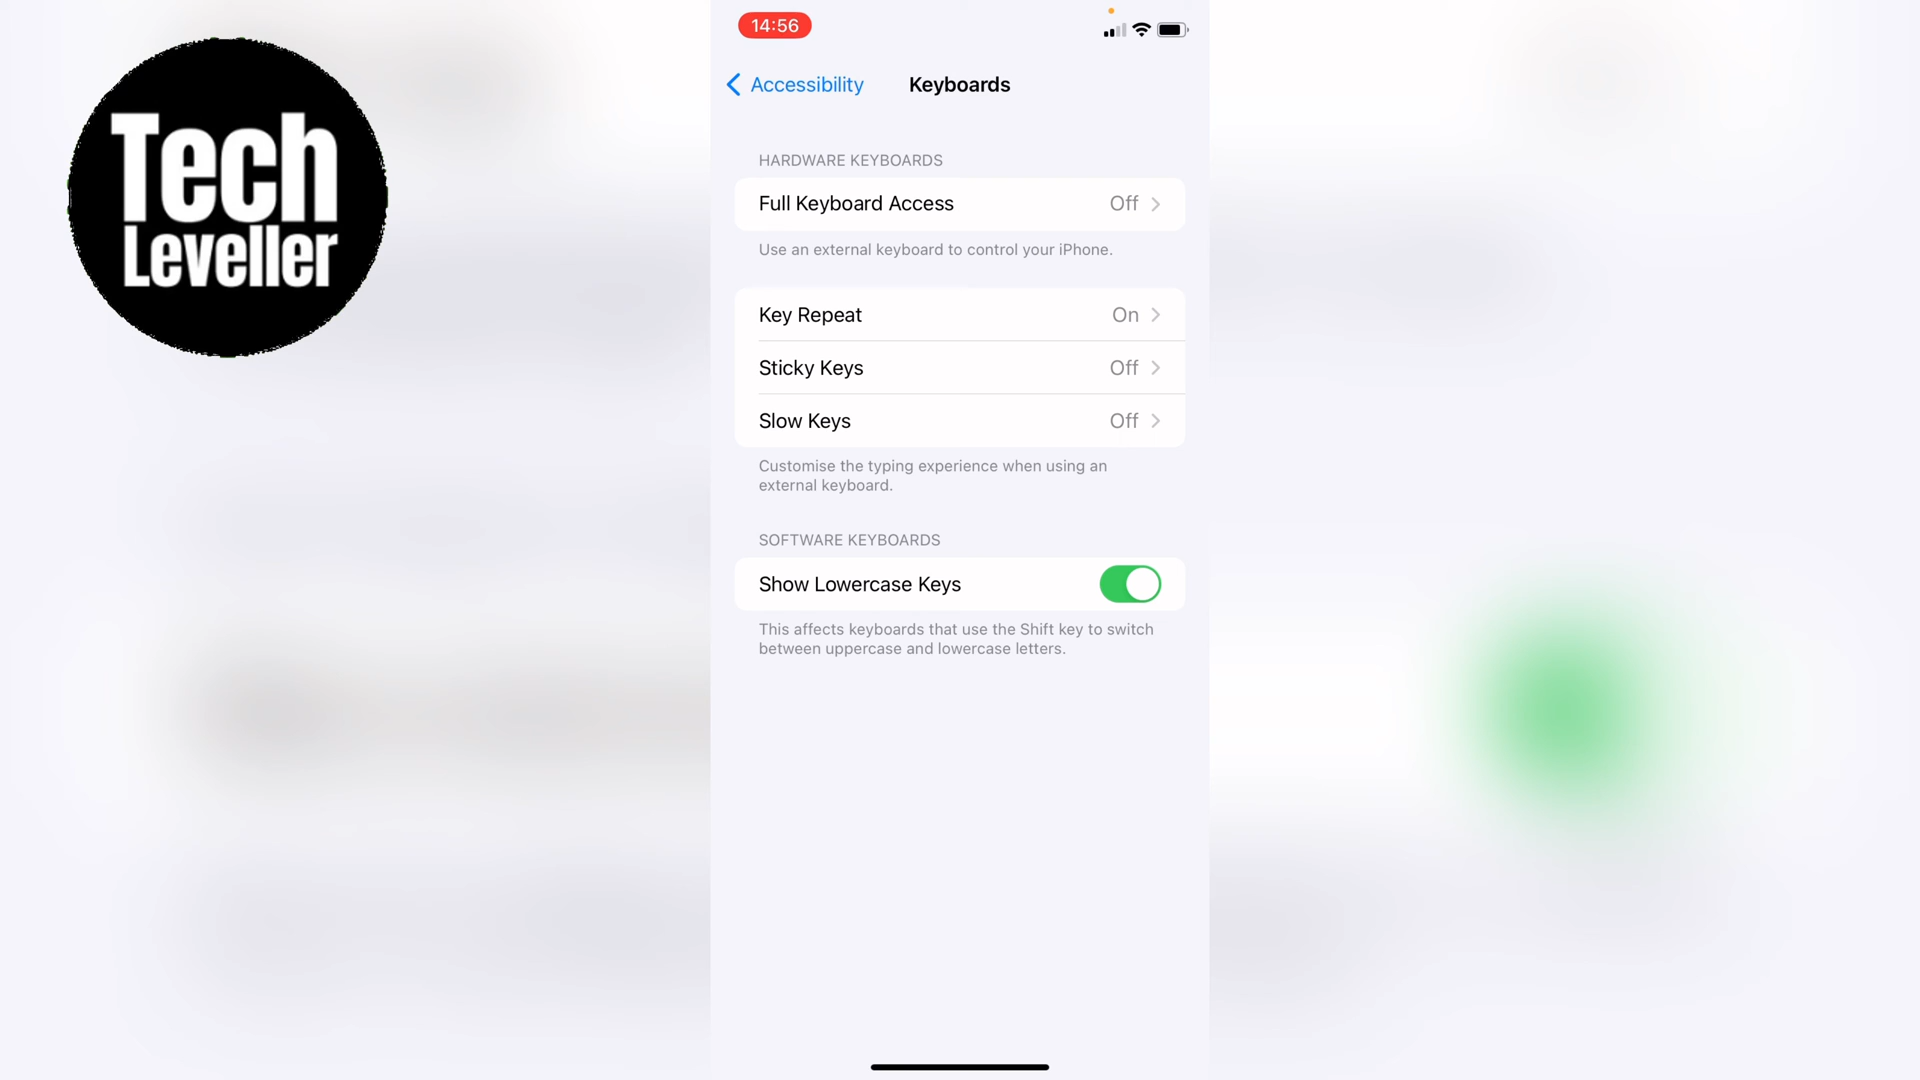 Tech
Leveller
14:56
Accessibility
Keyboards
HARDWARE KEYBOARDS
Full Keyboard Access Off
Use an external keyboard to control your iPhone.
Key Repeat On
Sticky Keys Off
Slow Keys Off
Customise the typing experience when using an
external keyboard.
SOFTWARE KEYBOARDS
Show Lowercase Keys
This affects keyboards that use the Shift key to switch
between uppercase and lowercase letters.